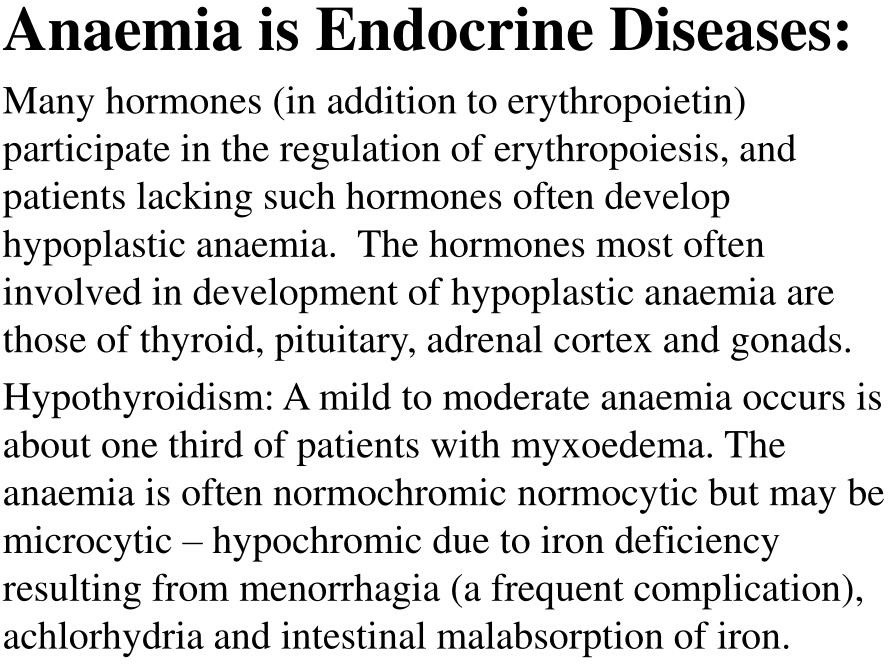 Anaemia is Endocrine Diseases:
Many hormones (in addition to erythropoietin)
participate in the regulation of erythropoiesis, and
patients lacking such hormones often develop
hypoplastic anaemia.  The hormones most often
involved in development of hypoplastic anaemia are
those of thyroid, pituitary, adrenal cortex and gonads.
Hypothyroidism: A mild to moderate anaemia occurs is
about one third of patients with myxoedema. The
anaemia is often normochromic normocytic but may be
microcytic – hypochromic due to iron deficiency
resulting from menorrhagia (a frequent complication),
achlorhydria and intestinal malabsorption of iron.